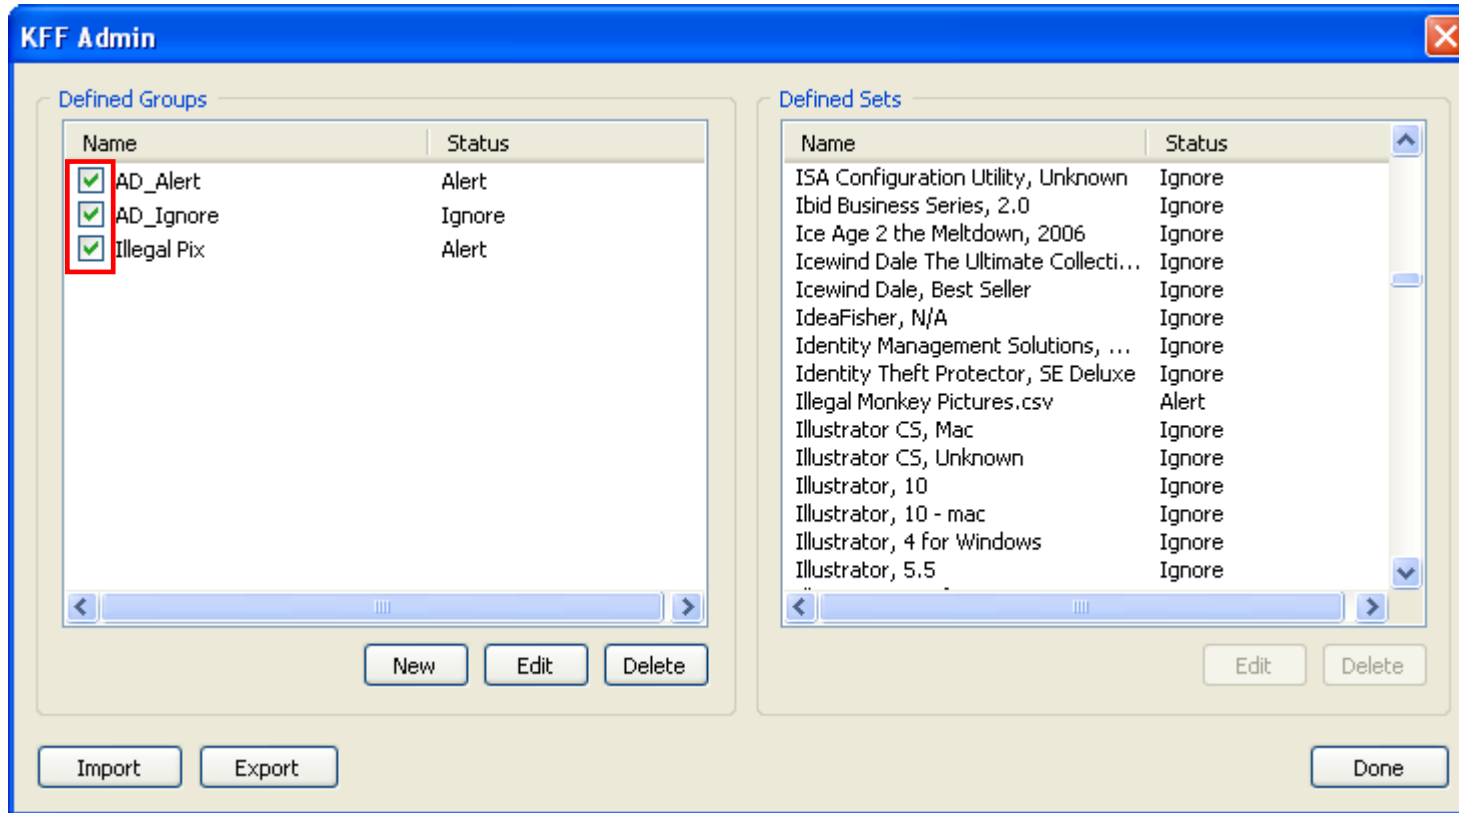 KFF Admin
Defined Groups
Name Status
AD_Alert Alert
AD_Ignore Ignore
Illegal Pix Alert
New Edit Delete
Defined Sets
Name Status
ISA Configuration Utility, Unknown Ignore
Ibid Business Series, 2.0 Ignore
Ice Age 2 the Meltdown, 2006 Ignore
Icewind Dale The Ultimate Collecti... Ignore
Icewind Dale, Best Seller Ignore
IdeaFisher, N/A Ignore
Identity Management Solutions, ... Ignore
Identity Theft Protector, SE Deluxe Ignore
Illegal Monkey Pictures.csv Alert
Illustrator CS, Mac Ignore
Illustrator CS, Unknown Ignore
Illustrator, 10 Ignore
Illustrator, 10 - mac Ignore
Illustrator, 4 for Windows Ignore
Illustrator, 5.5 Ignore
Edit Delete
Import Export Done